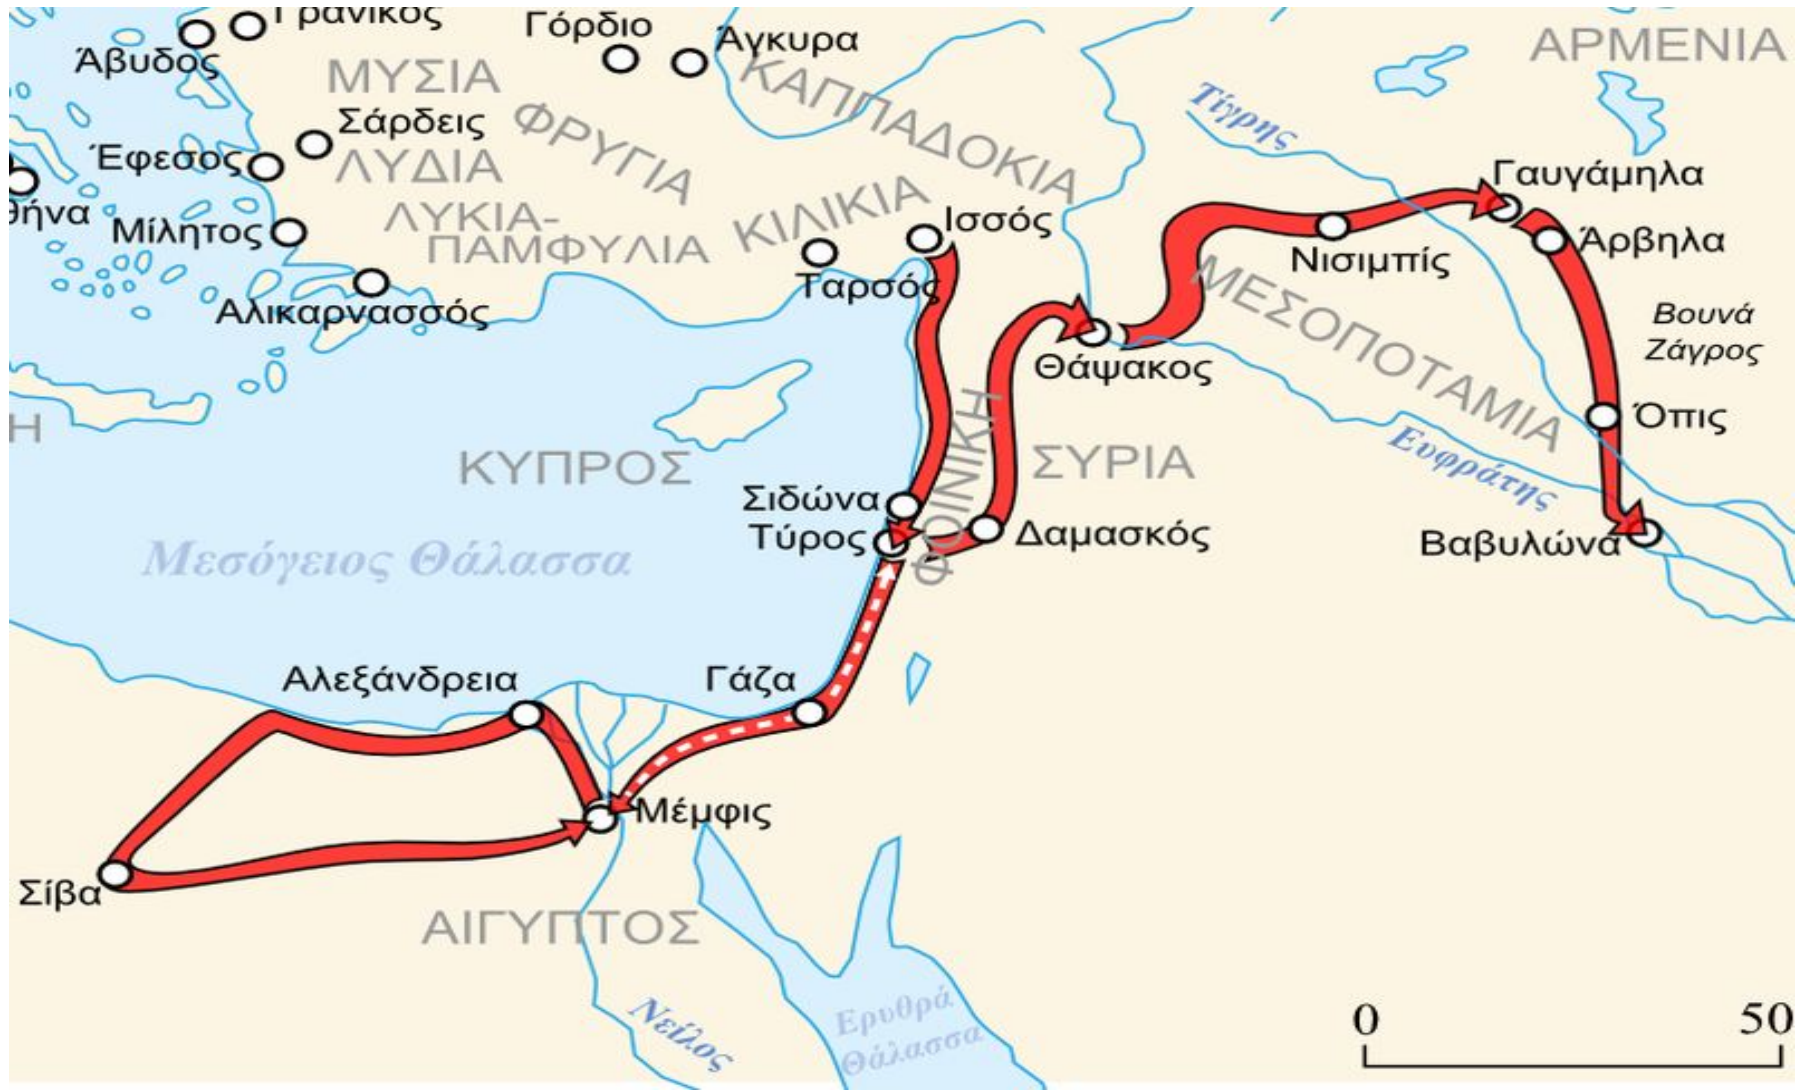 Γρανικος
Γόρδιο
Άγκυρα
ΑΡΜΕΝΙΑ
Άβυδος
ΜΥΣΙΑ
ΚΑΠΠΑΔΟΚΙΑ
Τίγρης
Σάρδεις
ΦΡΥΓΙΑ
Έφεσος
ΛΥΔΙΑ
Γαυγάμηλα
θήνα
Μίλητος
ΛΥΚΙΑ-
ΠΑΜΦΥΛΙΑ
ΚΙΛΙΚΙΑ
Ισσός
Νισιμπίς
Άρβηλα
Ταρσός
Αλικαρνασσός
ΜΕΣΟΠΟΤΑΜΙΑ
Βουνά
Ζάγρος
Θάψακος
Η
ΚΥΠΡΟΣ
ΦΟΙΝΙΚΗ
ΣΥΡΙΑ
Όπις
Ευφράτης
Σιδώνα
Τύρος
Δαμασκός
Βαβυλώνα
Μεσόγειος Θάλασσα
Αλεξάνδρεια
Γάζα
Μέμφις
Σίβα
ΑΙΓΥΠΤΟΣ
Νείλος
Ερυθρά
Θάλασσα
0 50